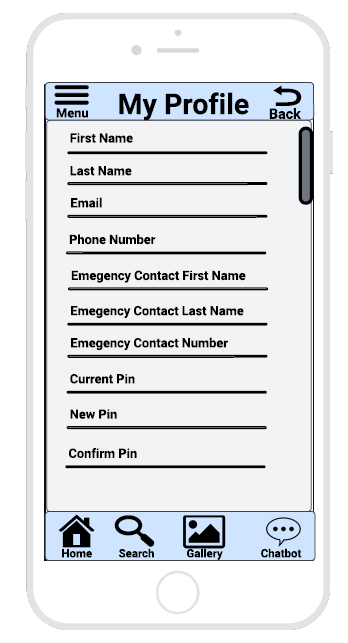 My Profile
Menu
Back
First Name
Last Name
Email
Phone Number
Emegency Contact First Name
Emegency Contact Last Name
Emegency Contact Number
Current Pin
New Pin
Confirm Pin
Home
Search
Gallery
Chatbot